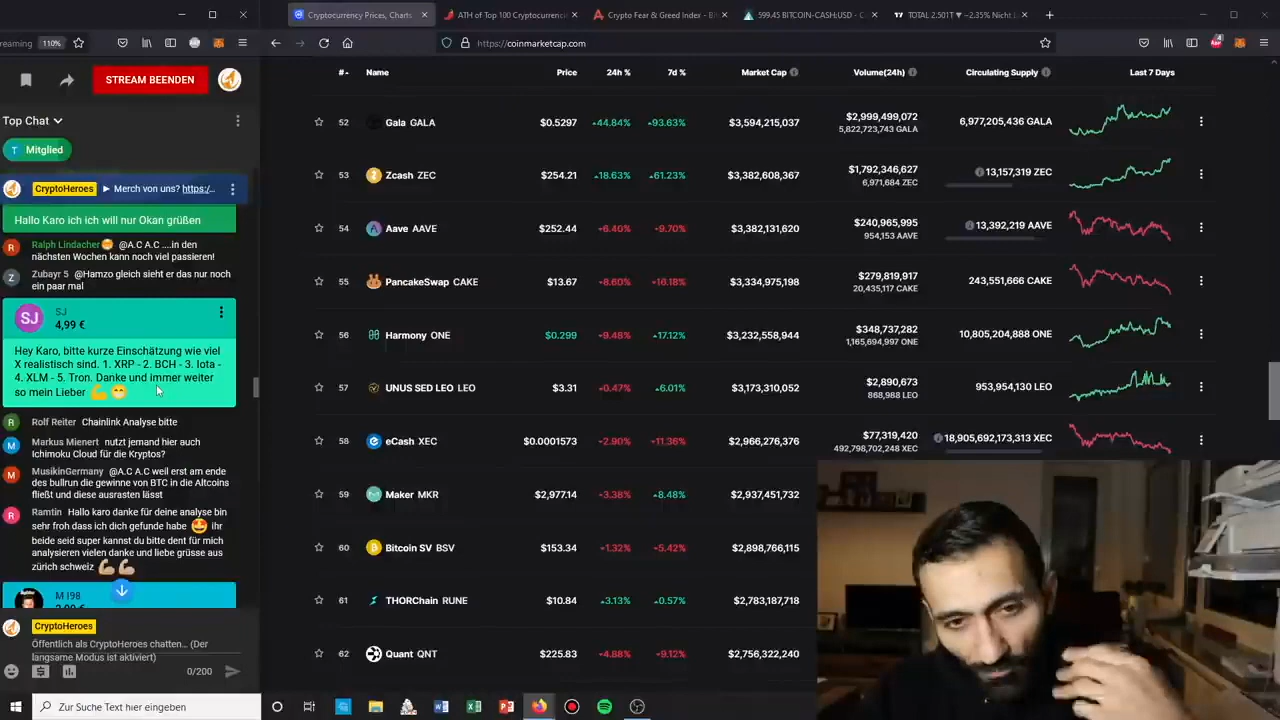 Cryptocurrency Prices, Charts
ATH of Top 100 Cryptocurrenci
Crypto Fear & Greed Index - Bi
599.45 BITCOIN-CASH;USD - C
TOTAL 2.501T ▼ −2.35% Nicht L
reaming
110%
https://coinmarketcap.com
STREAM BEENDEN
Top Chat
T Mitglied
CryptoHeroes ► Merch von uns? https:/...
Hallo Karo ich ich will nur Okan grüßen
Ralph Lindacher @A.C A.C ....in den
nächsten Wochen kann noch viel passieren!
Zubayr 5 @Hamzo gleich sieht er das nur noch
ein paar mal
SJ
SJ
4,99 €
Hey Karo, bitte kurze Einschätzung wie viel
X realistisch sind. 1. XRP - 2. BCH - 3. Iota -
4. XLM - 5. Tron. Danke und immer weiter
so mein Lieber
Rolf Reiter Chainlink Analyse bitte
Markus Mienert nutzt jemand hier auch
Ichimoku Cloud für die Kryptos?
MusikinGermany @A.C A.C weil erst am ende
des bullrun die gewinne von BTC in die Altcoins
fließt und diese ausrasten lässt
Ramtin Hallo karo danke für deine analyse bin
sehr froh dass ich dich gefunde habe ihr
beide seid super kannst du bitte dent für mich
analysieren vielen danke und liebe grüsse aus
zürich schweiz
M I98
CryptoHeroes
Öffentlich als CryptoHeroes chatten... (Der
langsame Modus ist aktiviert)
0/200
# Name Price 24h % 7d % Market Cap Volume(24h) Circulating Supply Last 7 Days
52 Gala GALA $0.5297 44.84% 93.63% $3,594,215,037 $2,999,499,072 6,977,205,436 GALA
5,822,723,743 GALA
53 Zcash ZEC $254.21 18.63% 61.23% $3,382,608,367 $1,792,346,627 13,157,179 ZEC
6,971,684 ZEC
54 Aave AAVE $252.44 6.40% 9.70% $3,382,131,620 $240,965,995 13,392,219 AAVE
954,153 AAVE
55 PancakeSwap CAKE $13.67 8.60% 16.18% $3,334,975,198 $279,819,917 243,551,666 CAKE
20,435,117 CAKE
56 Harmony ONE $0.299 9.48% 17.12% $3,232,558,944 $348,737,282 10,805,204,888 ONE
1,165,694,997 ONE
57 UNUS SED LEO LEO $3.31 0.47% 6.01% $3,173,310,052 $2,890,673 953,954,130 LEO
868,988 LEO
58 eCash XEC $0.0001573 2.90% 11.36% $2,966,276,376 $77,319,420 18,905,692,173,313 XEC
492,798,702,248 XEC
59 Maker MKR $2,977.14 3.38% 8.48% $2,937,451,732
60 Bitcoin SV BSV $153.34 1.32% 5.42% $2,898,766,115
61 THORChain RUNE $10.84 3.13% 0.57% $2,783,187,718
62 Quant QNT $225.83 4.88% 9.12% $2,756,322,240
Zur Suche Text hier eingeben